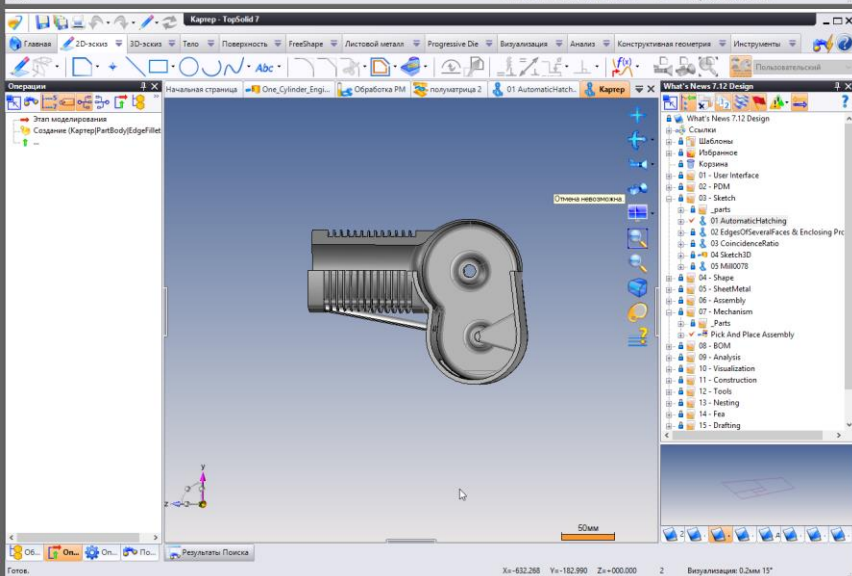 Картер - TopSolid 7
Главная 2D-эскиз 3D-эскиз Тело Поверхность FreeShape Листовой металл Progressive Die Визуализация Анализ Конструктивная геометрия Инструменты
Abc
f(x)
Пользовательский
Операции
Этап моделирования
Создание (Картер|PartBody|EdgeFillet
...
Начальная страница One_Cylinder_Engi... Обработка РМ полуматрица 2 01 AutomaticHatch... Картер
Отмена невозможна.
y
z
50мм
What's News 7.12 Design
What's News 7.12 Design
Ссылки
Шаблоны
Избранное
Корзина
01 - User Interface
02 - PDM
03 - Sketch
_parts
01 AutomaticHatching
02 EdgesOfSeveralFaces & Enclosing Pro
03 CoincidenceRatio
04 Sketch3D
05 Mill0078
04 - Shape
05 - SheetMetal
06 - Assembly
07 - Mechanism
_Parts
Pick And Place Assembly
08 - BOM
09 - Analysis
10 - Visualization
11 - Construction
12 - Tools
13 - Nesting
14 - Fea
15 - Drafting
Об... Оп... Оп... По...
Результаты Поиска
Готов.
X=-632.268 Y=-182.990 Z=+000.000 2 Визуализация: 0.2мм 15°